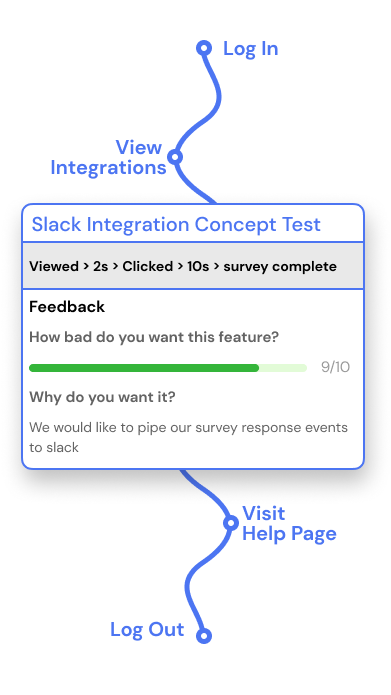 Log In
View
Integrations
Slack Integration Concept Test
Viewed > 2s > Clicked > 10s > survey complete
Feedback
How bad do you want this feature?
9/10
Why do you want it?
We would like to pipe our survey response events
to slack
Visit
Help Page
Log Out